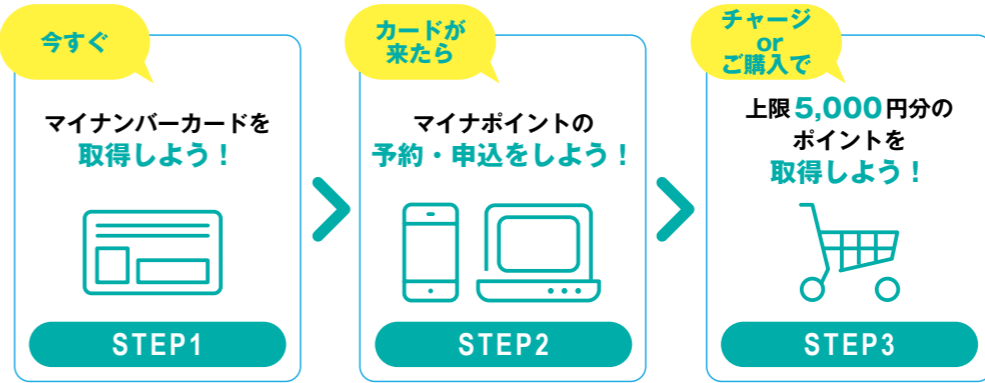 今すぐ
マイナンバーカードを
取得しよう!
STEP1
カードが
来たら
マイナポイントの
予約・申込をしよう!
STEP2
チャージ
or
ご購入で
上限5,000円分の
ポイントを
取得しよう!
STEP3